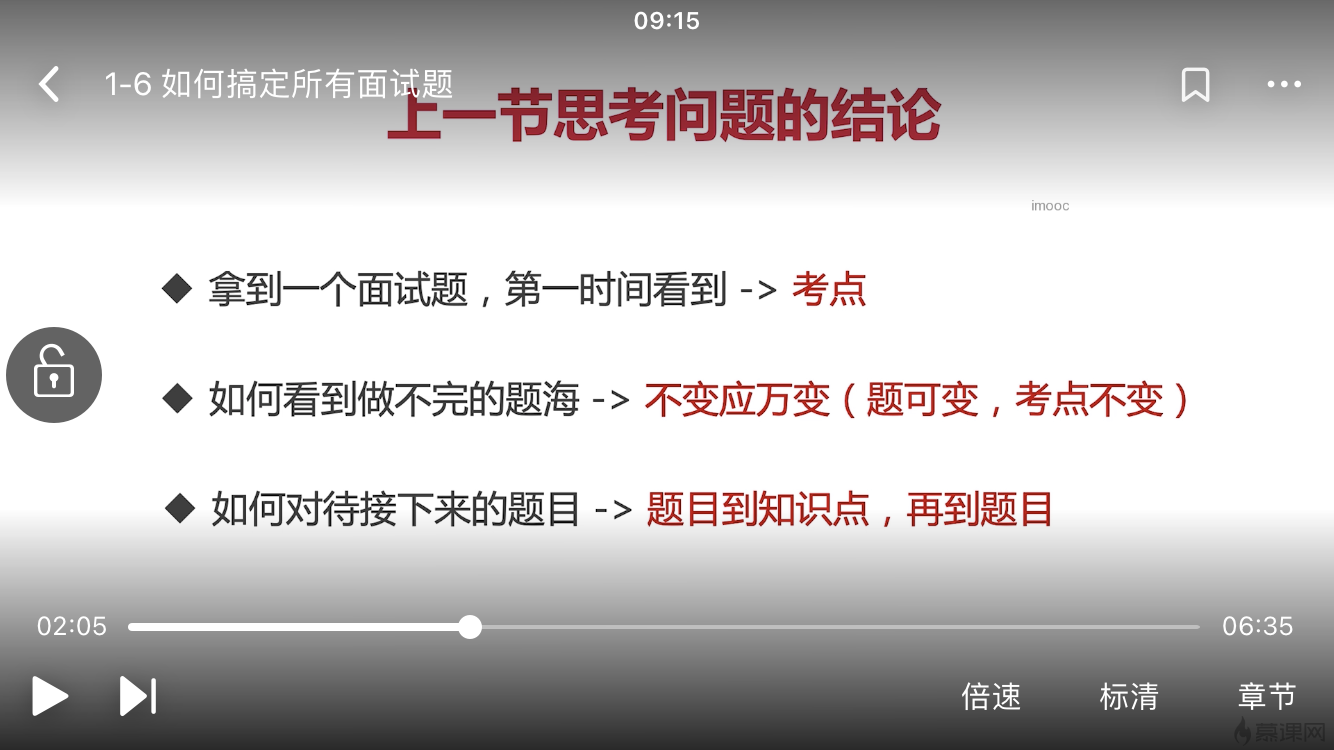 09:15
1-6 如何搞定所有面试题
上一节思考问题的结论
imooc
◆ 拿到一个面试题，第一时间看到 -> 考点
◆ 如何看到做不完的题海 -> 不变应万变（题可变，考点不变）
◆ 如何对待接下来的题目 -> 题目到知识点，再到题目
02:05
06:35
倍速
标清
章节
慕课网